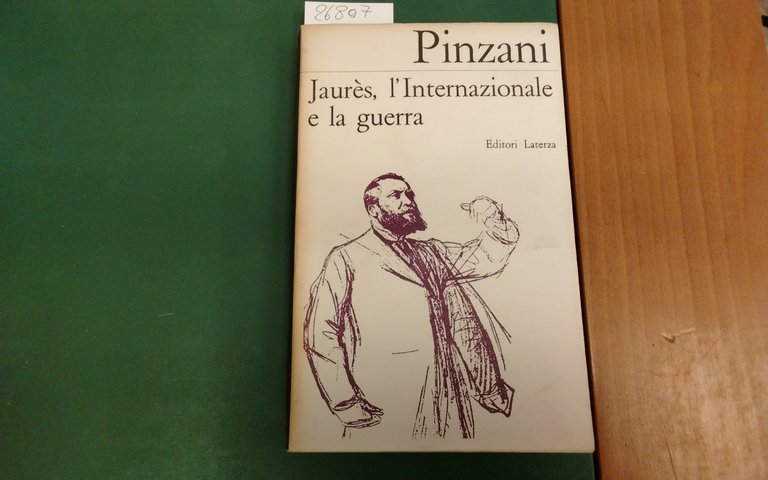 26807
Pinzani
Jaurès, l'Internazionale
e la guerra
Editori Laterza